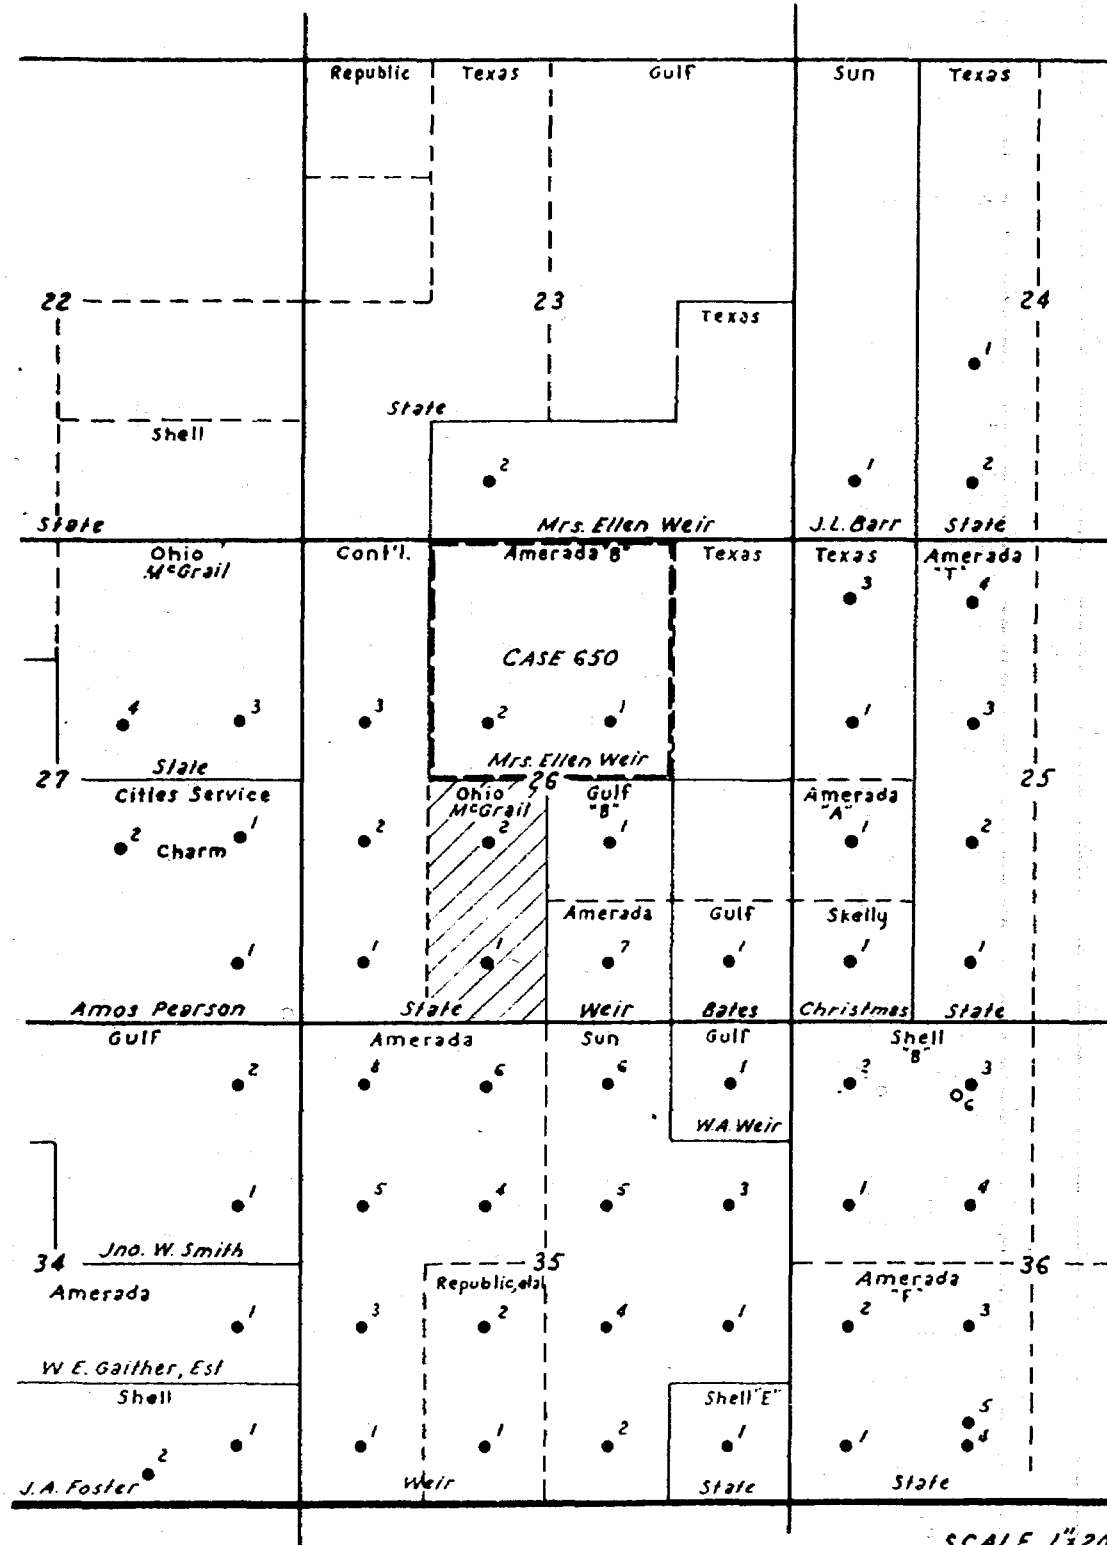 Republic Texas Gulf Sun Texas
22 23 24
Texas
1
State
Shell
2 1 2
State Mrs. Ellen Weir J.L. Barr State
Ohio Cont'l. Amerada "B" Texas Texas Amerada
McGrail "T"
3 4
CASE 650
4 3 3 2 1 1 3
State Mrs. Ellen Weir
27 26 25
Cities Service Ohio Gulf Amerada
McGrail "B" "A"
2 1 2 2 1 1 2
Charm
Amerada Gulf Skelly
1 1 1 7 1 1 1
Amos Pearson State Weir Bates Christmas State
Gulf Amerada Sun Gulf Shell
"B"
2 8 6 6 1 2 3
6
W.A. Weir
1 5 4 5 3 1 4
Jno. W. Smith
34 35 36
Amerada Republic, etal Amerada
"F"
1 3 2 4 1 2 3
W E. Gaither, Est
Shell Shell "E"
5
1 1 1 2 1 1 4
2
J.A. Foster Weir State State
SCALE 1"